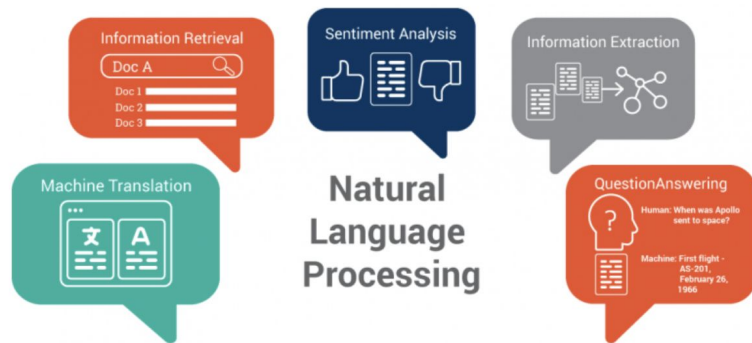 Information Retrieval
Doc A
Doc 1
Doc 2
Doc 3
Sentiment Analysis
Information Extraction
Machine Translation
文
A
Natural
Language
Processing
QuestionAnswering
?
Human: When was Apollo
sent to space?
Machine: First flight -
AS-201,
February 26,
1966